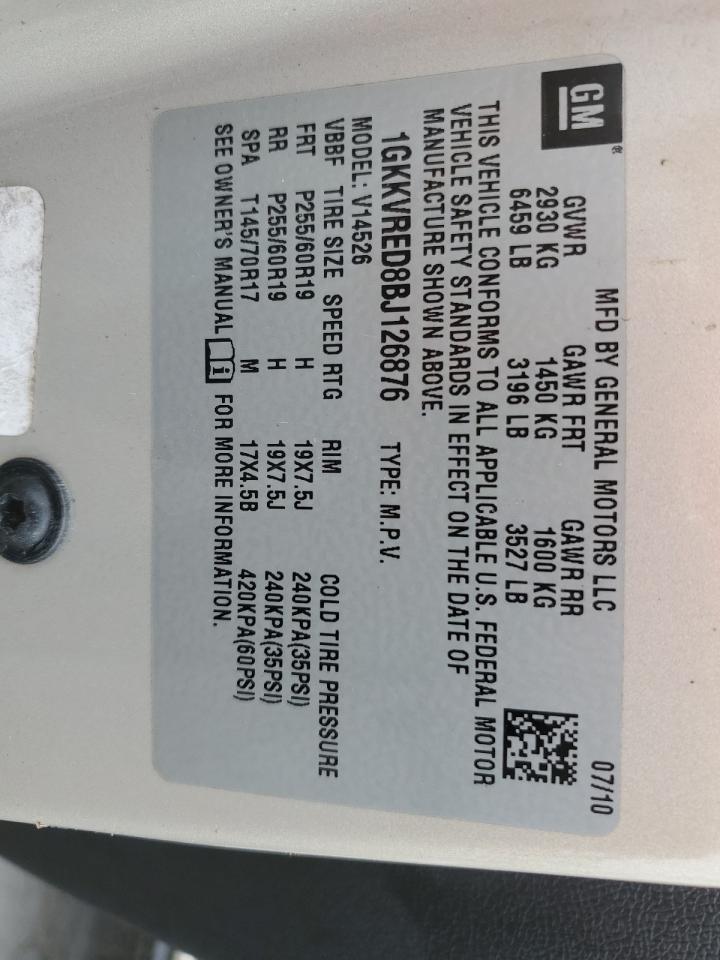 GM®
MFD BY GENERAL MOTORS LLC 07/10
GVWR GAWR FRT GAWR RR
2930 KG 1450 KG 1600 KG
6459 LB 3196 LB 3527 LB
THIS VEHICLE CONFORMS TO ALL APPLICABLE U.S. FEDERAL MOTOR
VEHICLE SAFETY STANDARDS IN EFFECT ON THE DATE OF
MANUFACTURE SHOWN ABOVE.
1GKKVRED8BJ126876 TYPE: M.P.V.
MODEL: V14526
VBBF TIRE SIZE SPEED RTG RIM COLD TIRE PRESSURE
FRT P255/60R19 H 19X7.5J 240KPA(35PSI)
RR P255/60R19 H 19X7.5J 240KPA(35PSI)
SPA T145/70R17 M 17X4.5B 420KPA(60PSI)
SEE OWNER'S MANUAL i FOR MORE INFORMATION.